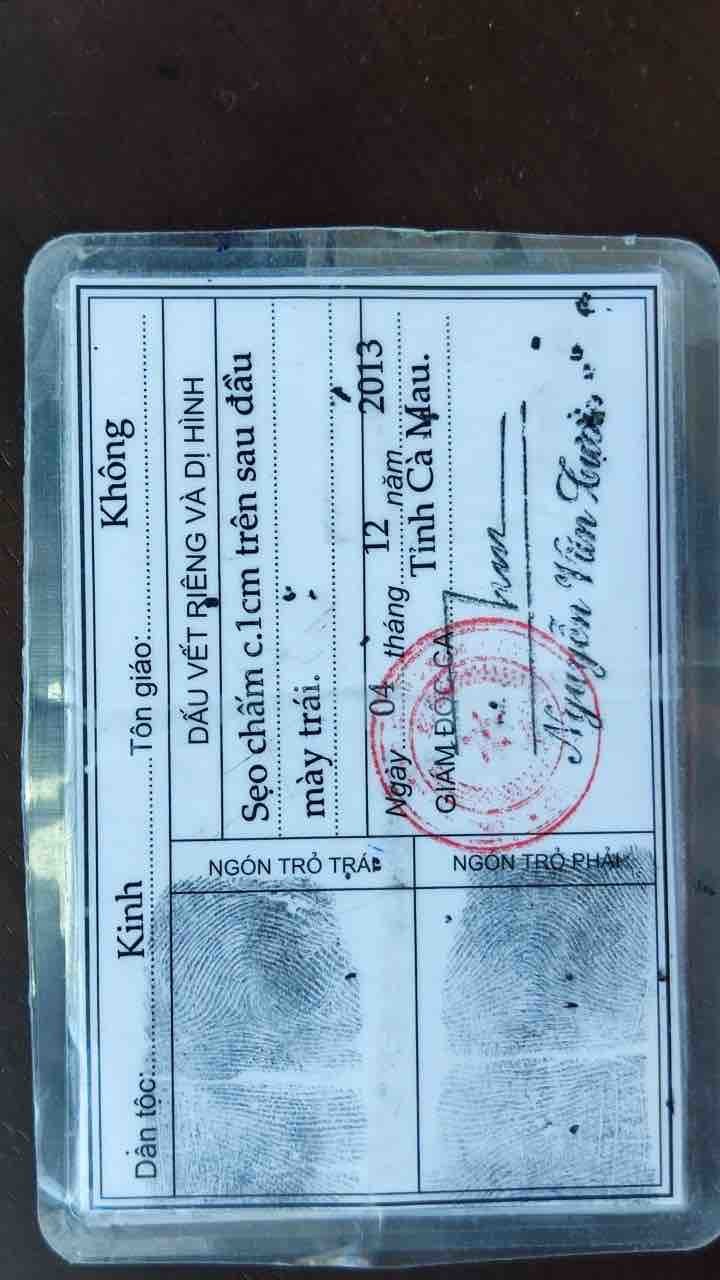 Dân tộc: Kinh Tôn giáo: Không
DẤU VẾT RIÊNG VÀ DỊ HÌNH
Sẹo chấm c.1cm trên sau đầu
mày trái.
Ngày 04 tháng 12 năm 2013
GIÁM ĐỐC CA Tỉnh Cà Mau.
Nguyễn Văn
NGÓN TRỎ TRÁI
NGÓN TRỎ PHẢI